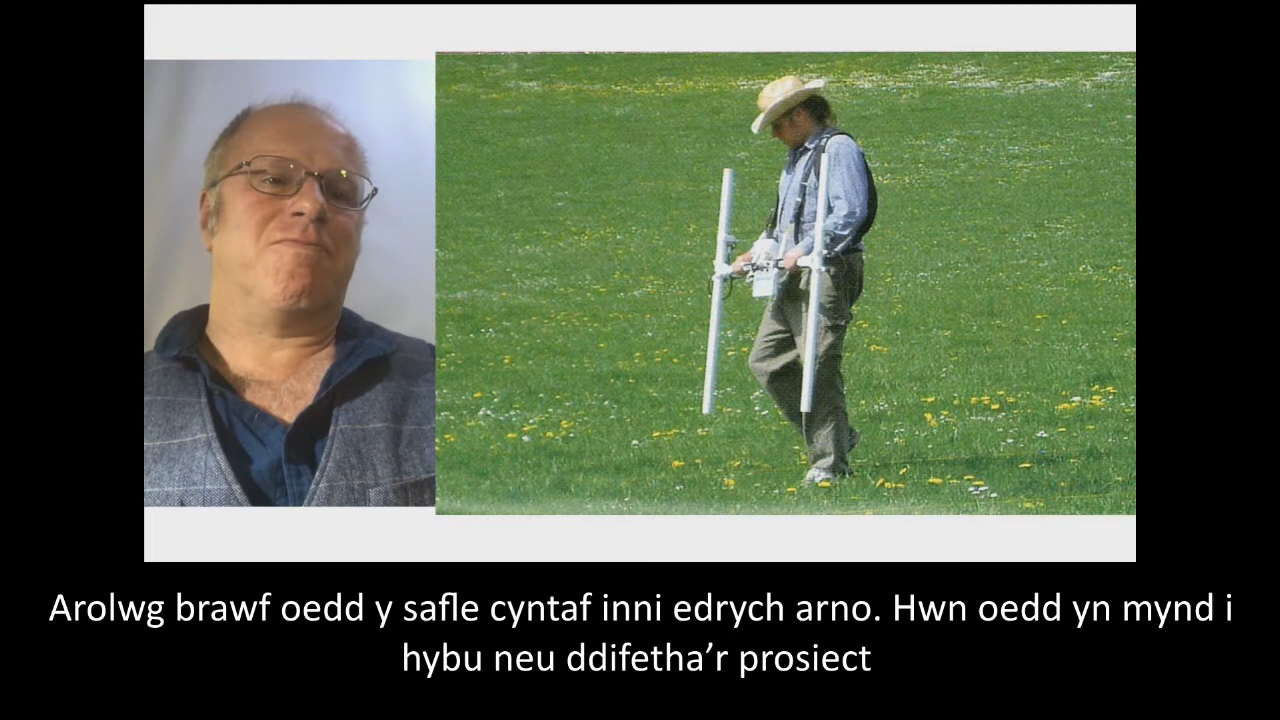 Arolwg brawf oedd y safle cyntaf inni edrych arno. Hwn oedd yn mynd i
hybu neu ddifetha’r prosiect